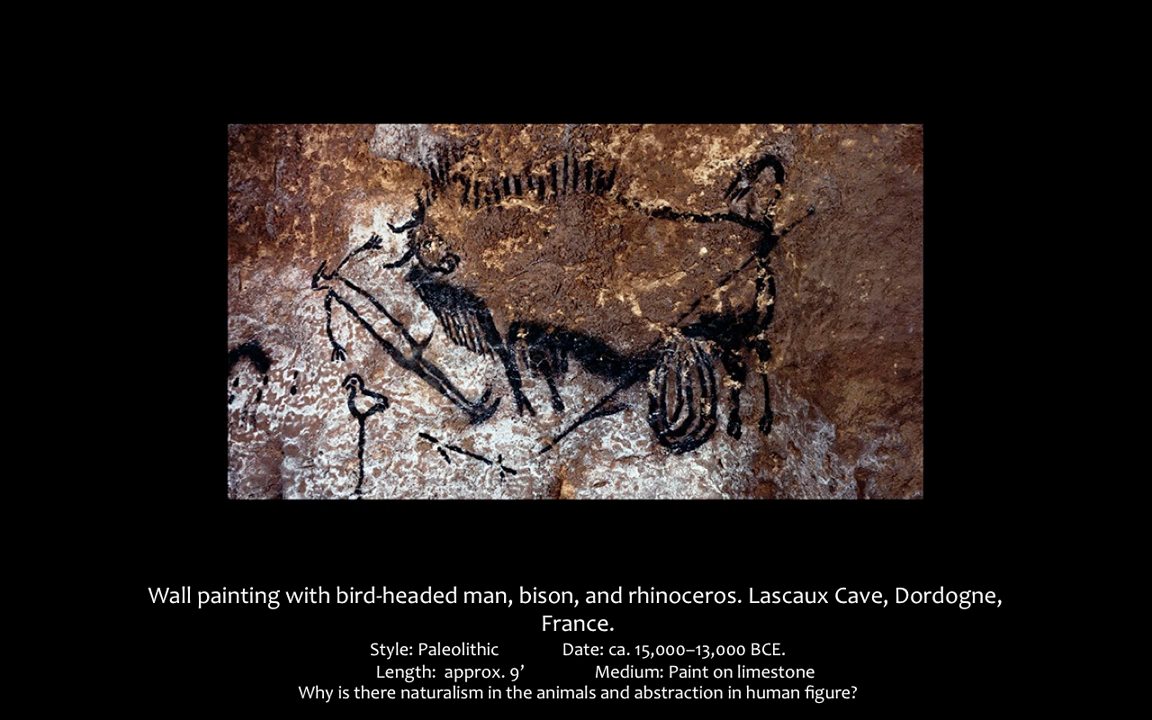 Wall painting with bird-headed man, bison, and rhinoceros. Lascaux Cave, Dordogne,
France.
Style: Paleolithic Date: ca. 15,000–13,000 BCE.
Length: approx. 9’ Medium: Paint on limestone
Why is there naturalism in the animals and abstraction in human figure?